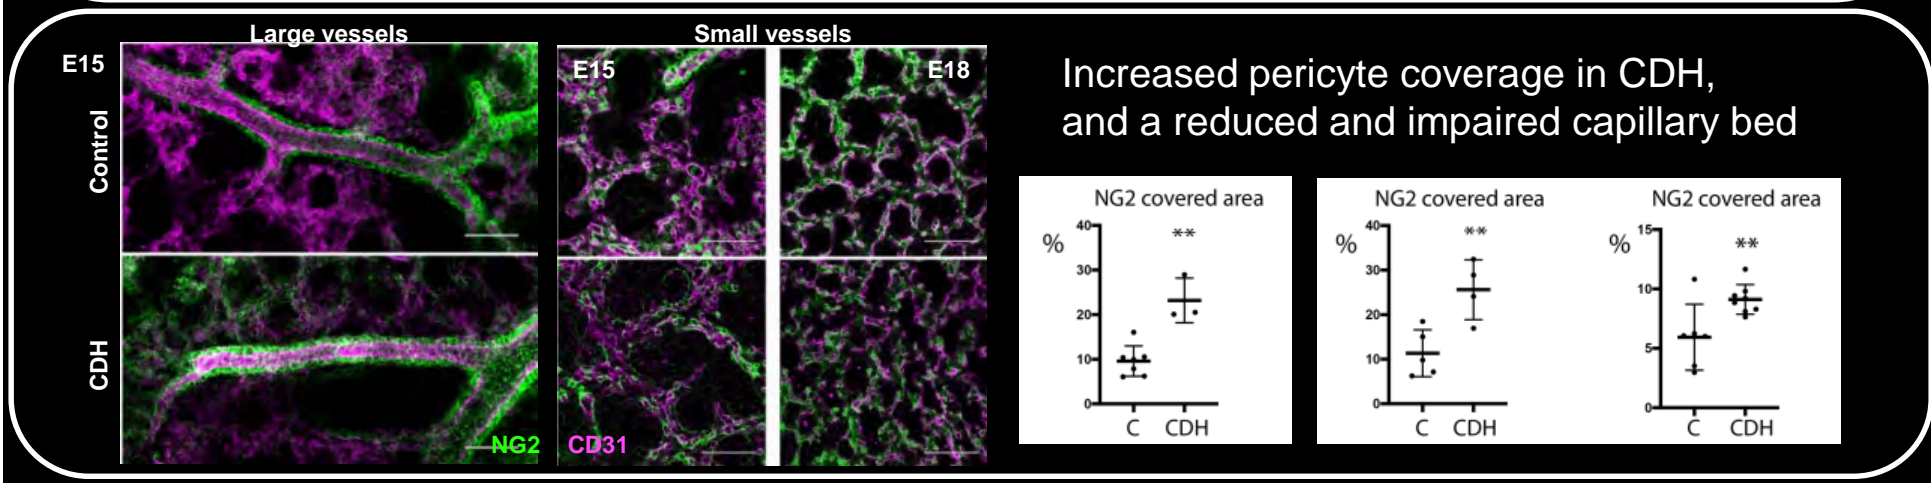 Large vessels
Small vessels
E15
E15
E18
Control
CDH
NG2
CD31
Increased pericyte coverage in CDH,
and a reduced and impaired capillary bed
NG2 covered area
%
40
**
30
20
10
0
C CDH
NG2 covered area
%
40
**
30
20
10
0
C CDH
NG2 covered area
%
15
**
10
5
0
C CDH